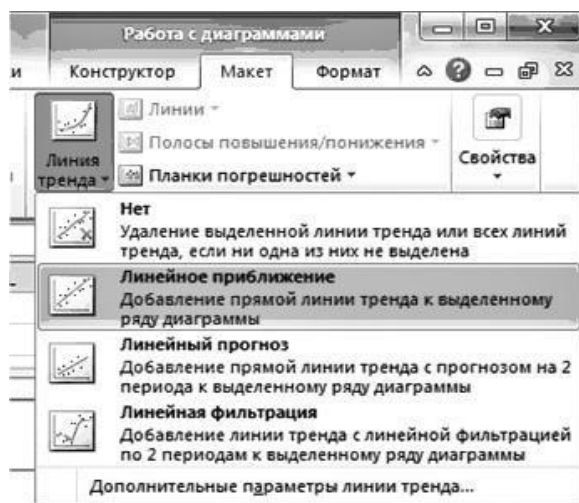 Работа с диаграммами
и Конструктор Макет Формат
Линии
Полосы повышения/понижения
Линия тренда
Планки погрешностей
Свойства
Нет
Удаление выделенной линии тренда или всех линий
тренда, если ни одна из них не выделена
Линейное приближение
Добавление прямой линии тренда к выделенному
ряду диаграммы
Линейный прогноз
Добавление прямой линии тренда с прогнозом на 2
периода к выделенному ряду диаграммы
Линейная фильтрация
Добавление линии тренда с линейной фильтрацией
по 2 периодам к выделенному ряду диаграммы
Дополнительные параметры линии тренда...